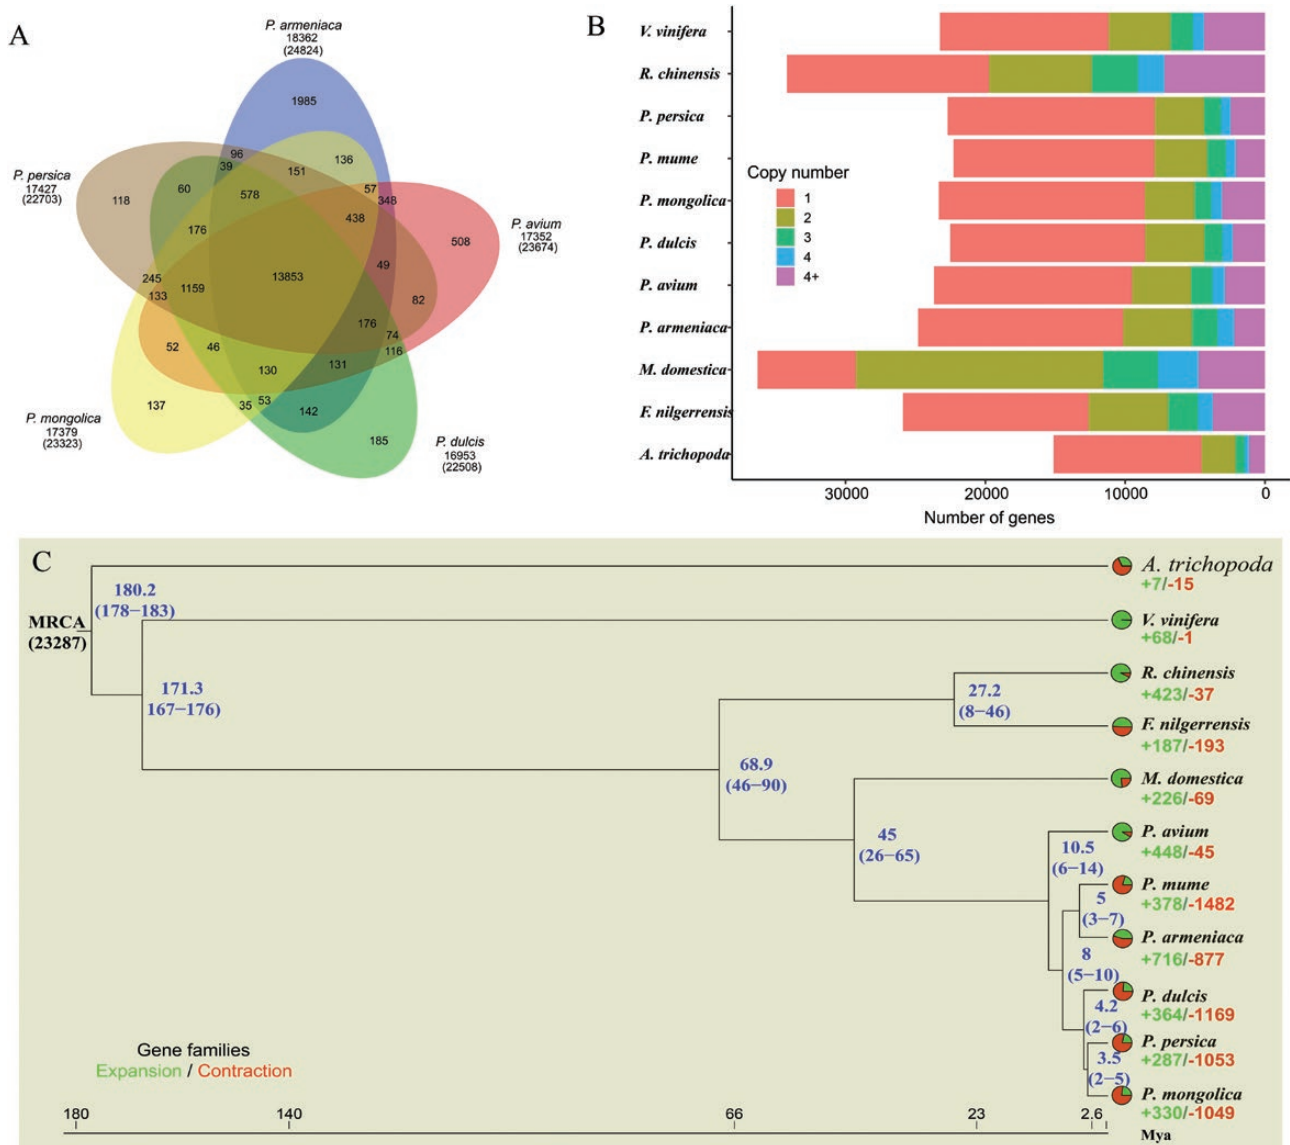 A
P. armeniaca
18362
(24824)
1985
P. persica
17427
(22703)
96
39
136
151
57
348
118
60
578
438
P. avium
17352
(23674)
508
176
49
245
133
1159
13853
82
176
74
116
52
46
130
131
137
35
53
142
185
P. mongolica
17379
(23323)
P. dulcis
16953
(22508)
B
V. vinifera
R. chinensis
P. persica
P. mume
P. mongolica
P. dulcis
P. avium
P. armeniaca
M. domestica
F. nilgerrensis
A. trichopoda
Copy number
1
2
3
4
4+
30000 20000 10000 0
Number of genes
C
MRCA
(23287)
180.2
(178–183)
171.3
167–176)
68.9
(46–90)
27.2
(8–46)
45
(26–65)
10.5
(6–14)
5
(3–7)
8
(5–10)
4.2
(2–6)
3.5
(2–5)
A. trichopoda
+7/-15
V. vinifera
+68/-1
R. chinensis
+423/-37
F. nilgerrensis
+187/-193
M. domestica
+226/-69
P. avium
+448/-45
P. mume
+378/-1482
P. armeniaca
+716/-877
P. dulcis
+364/-1169
P. persica
+287/-1053
P. mongolica
+330/-1049
Gene families
Expansion / Contraction
180 140 66 23 2.6
Mya